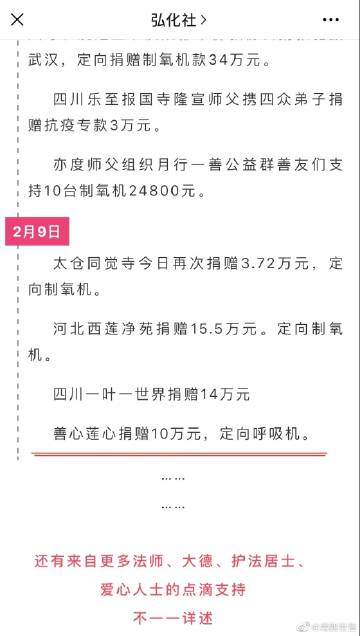 弘化社
武汉，定向捐赠制氧机款34万元。
四川乐至报国寺隆宣师父携四众弟子捐
赠抗疫专款3万元。
亦度师父组织月行一善公益群善友们支
持10台制氧机24800元。
2月9日
太仓同觉寺今日再次捐赠3.72万元，定
向制氧机。
河北西莲净苑捐赠15.5万元。定向制氧
机。
四川一叶一世界捐赠14万元
善心莲心捐赠10万元，定向呼吸机。
……
……
还有来自更多法师、大德、护法居士、
爱心人士的点滴支持
不一一详述